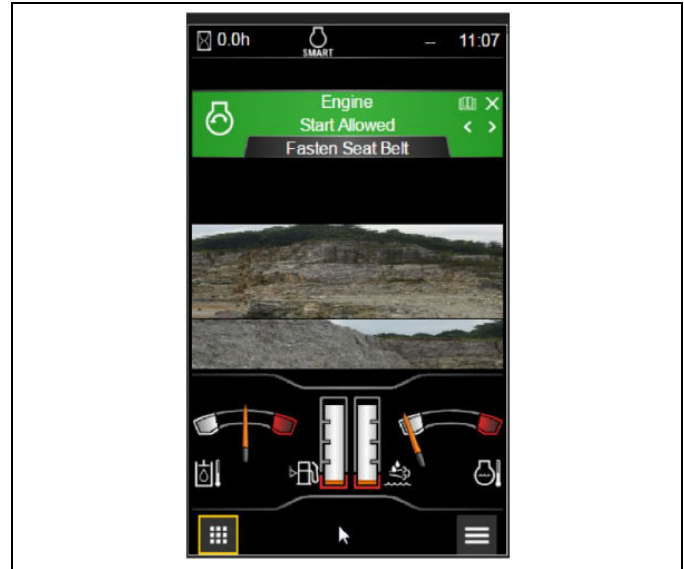 0.0h
SMART
-- 11:07
Engine
Start Allowed
Fasten Seat Belt